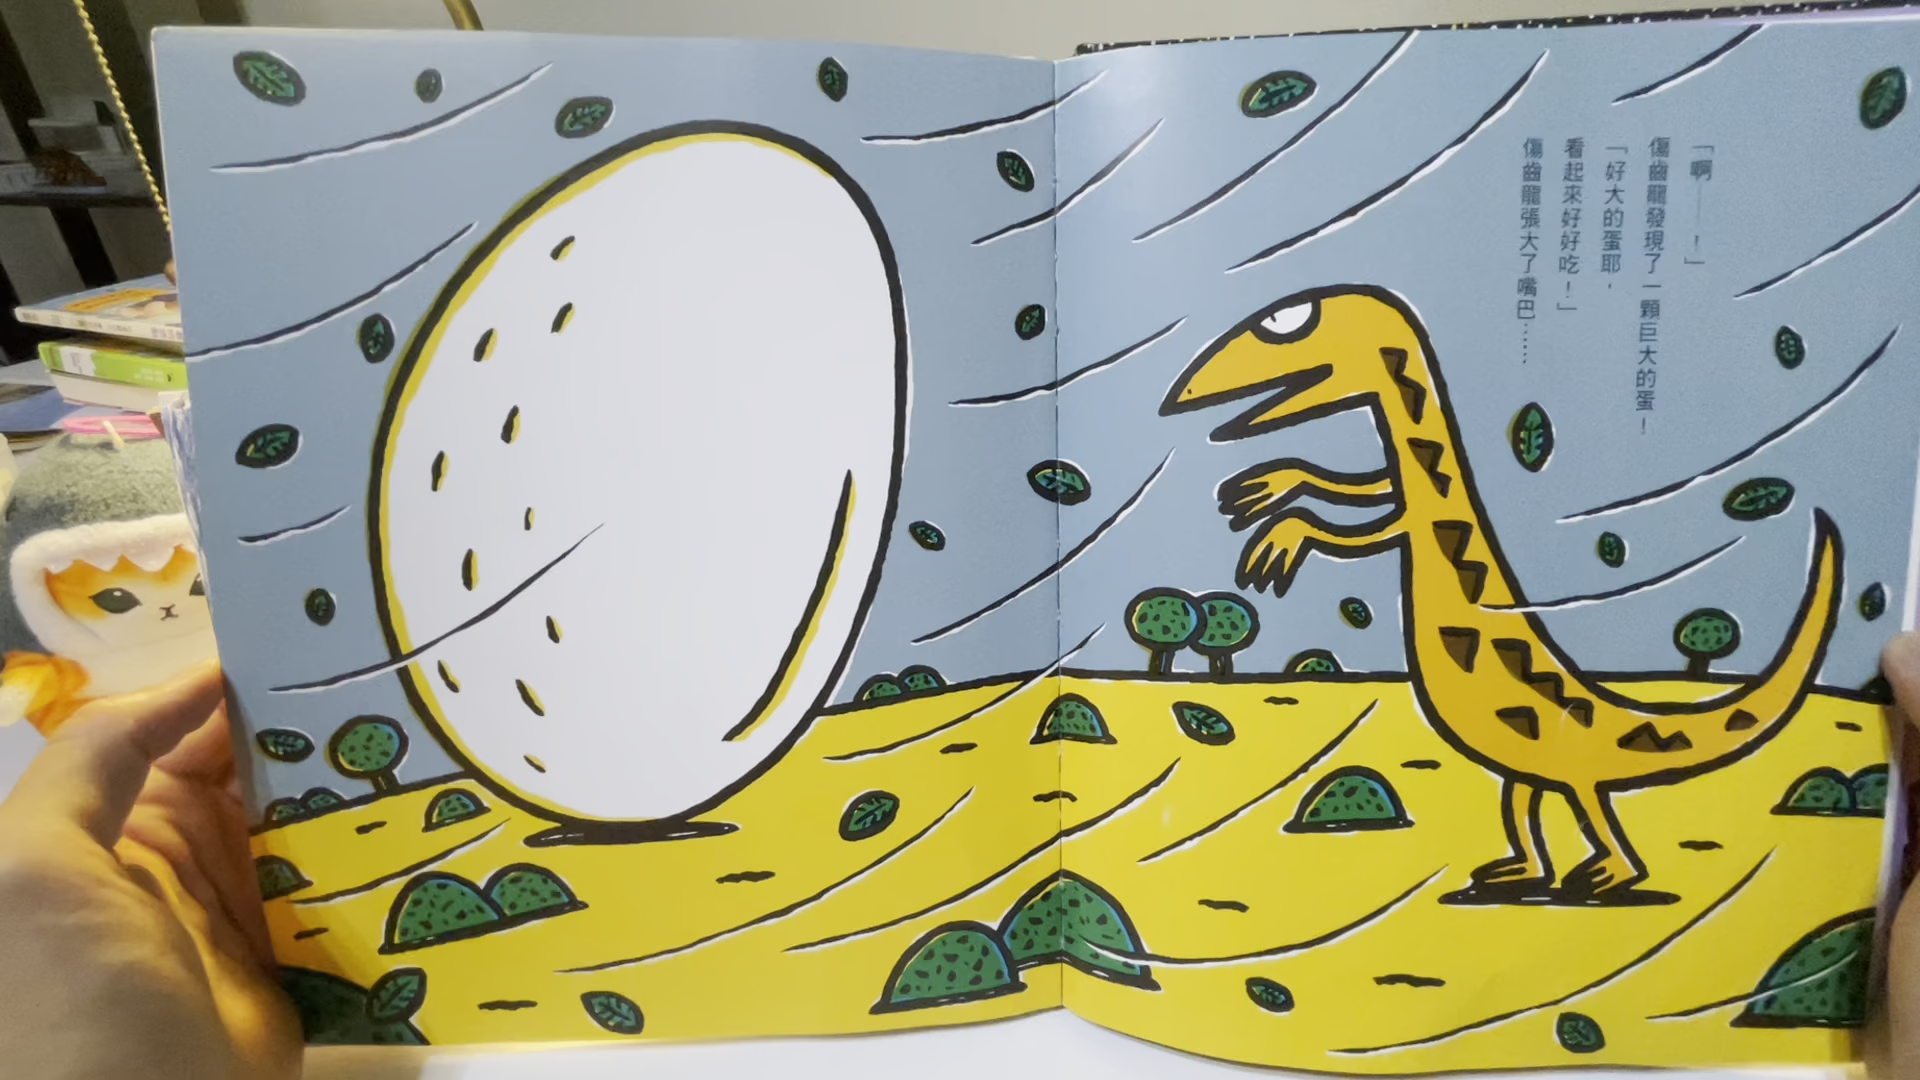 「啊——！」
傷齒龍發現了一顆巨大的蛋！
「好大的蛋耶，
看起來好好吃！」
傷齒龍張大了嘴巴……